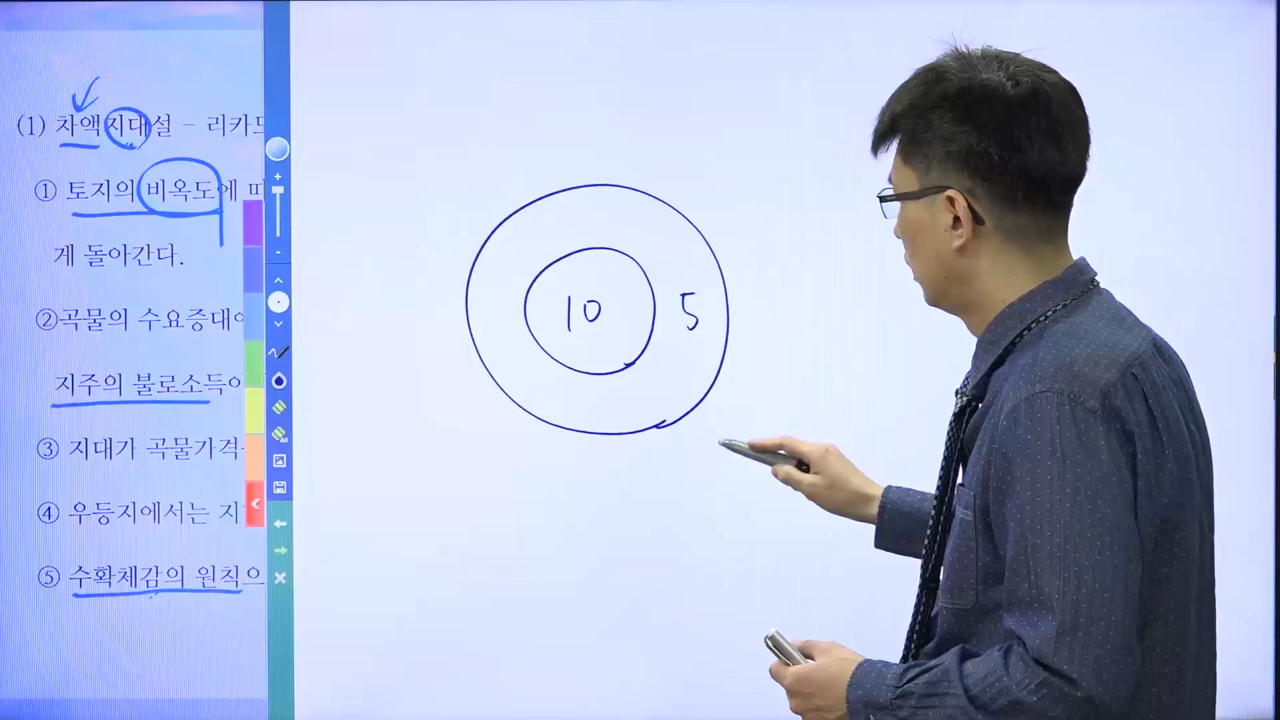 (1) 차액지대설 - 리카도
① 토지의 비옥도에 따
게 돌아간다.
②곡물의 수요증대
지주의 불로소득
③ 지대가 곡물가격
④ 우등지에서는 지
⑤ 수확체감의 원칙으
10 5